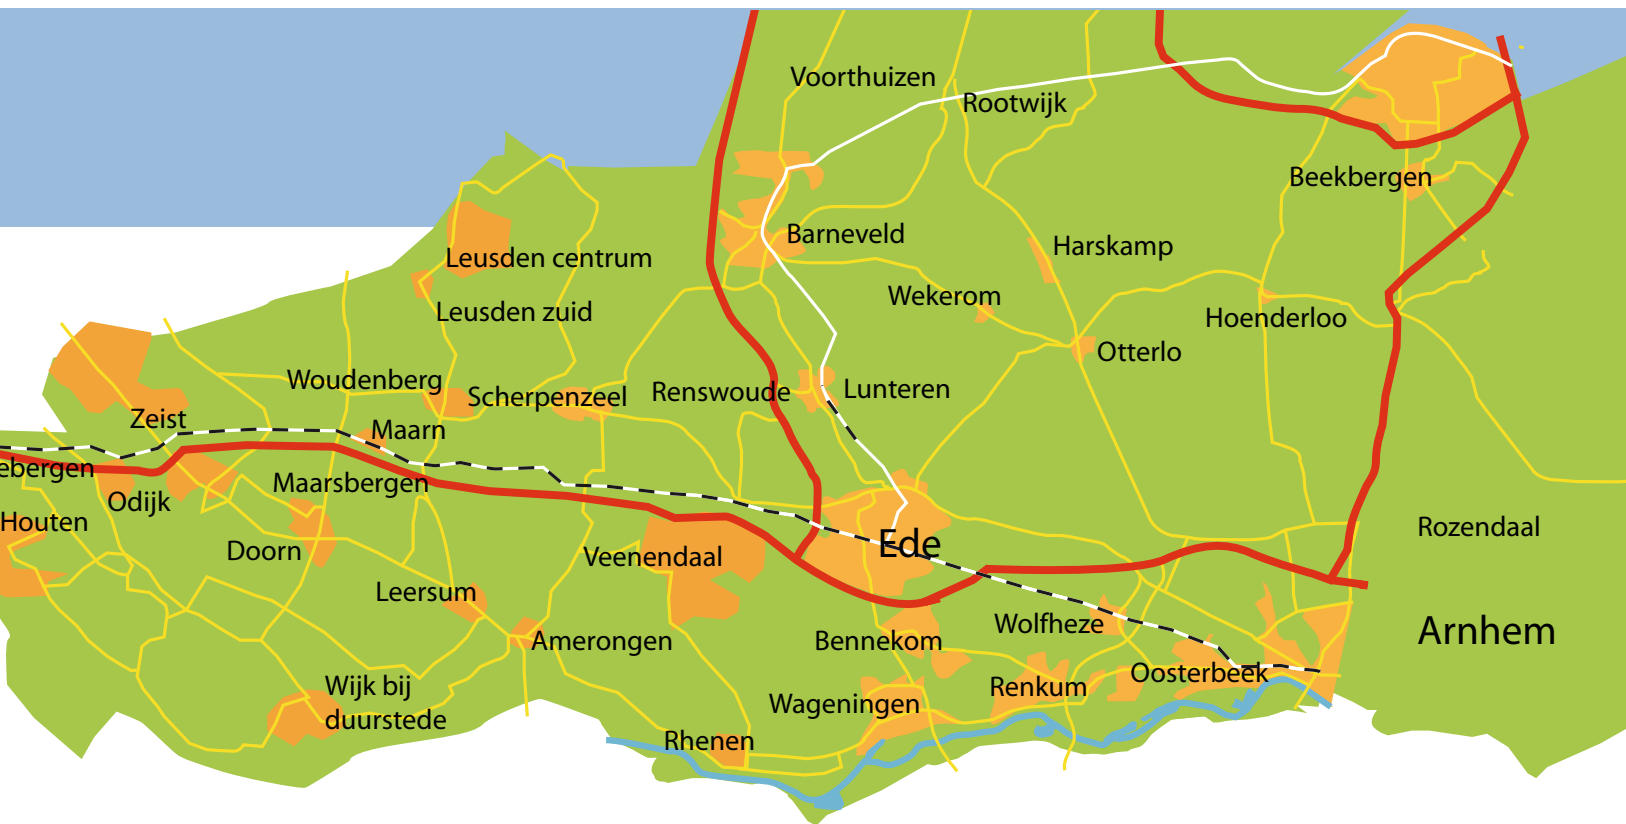 Voorthuizen
Rootwijk
Beekbergen
Barneveld
Harskamp
Leusden centrum
Wekerom
Leusden zuid
Hoenderloo
Otterlo
Woudenberg
Scherpenzeel
Renswoude
Lunteren
Zeist
Maarn
ebergen
Maarsbergen
Odijk
Houten
Rozendaal
Doorn
Veenendaal
Ede
Leersum
Wolfheze
Arnhem
Amerongen
Bennekom
Oosterbeek
Wijk bij
duurstede
Renkum
Wageningen
Rhenen